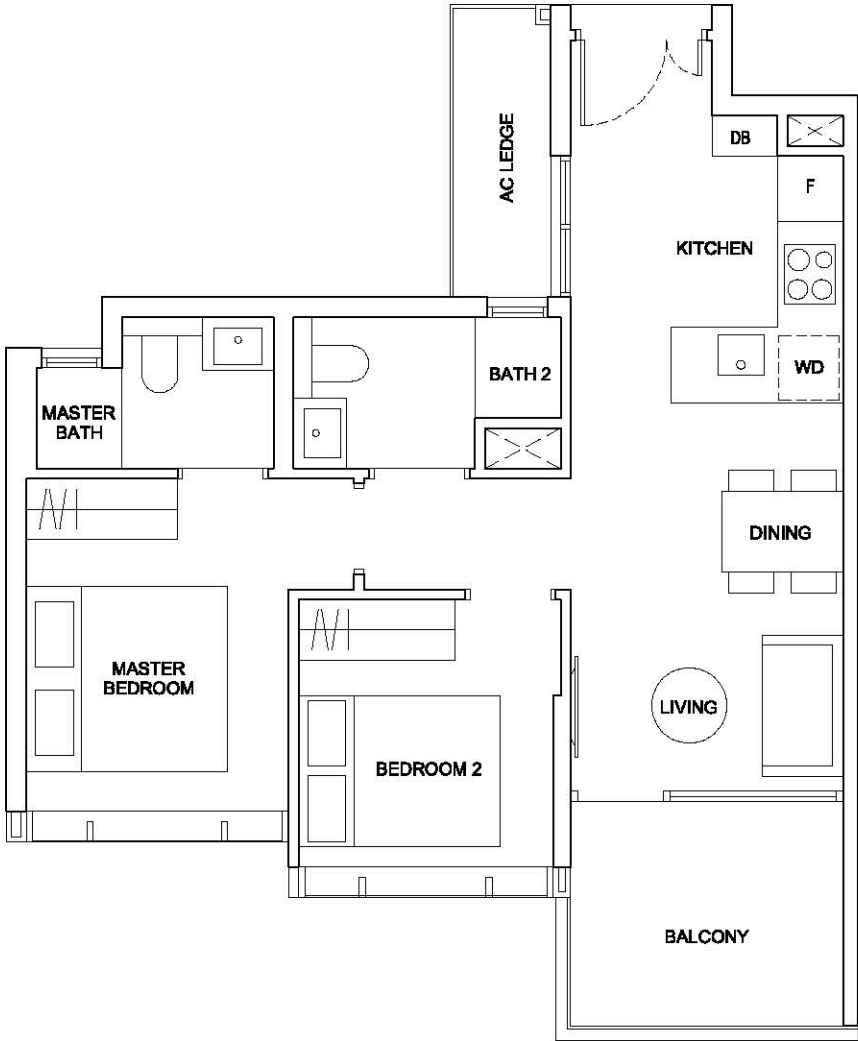 AC LEDGE
DB
F
KITCHEN
WD
BATH 2
MASTER
BATH
DINING
MASTER
BEDROOM
LIVING
BEDROOM 2
BALCONY